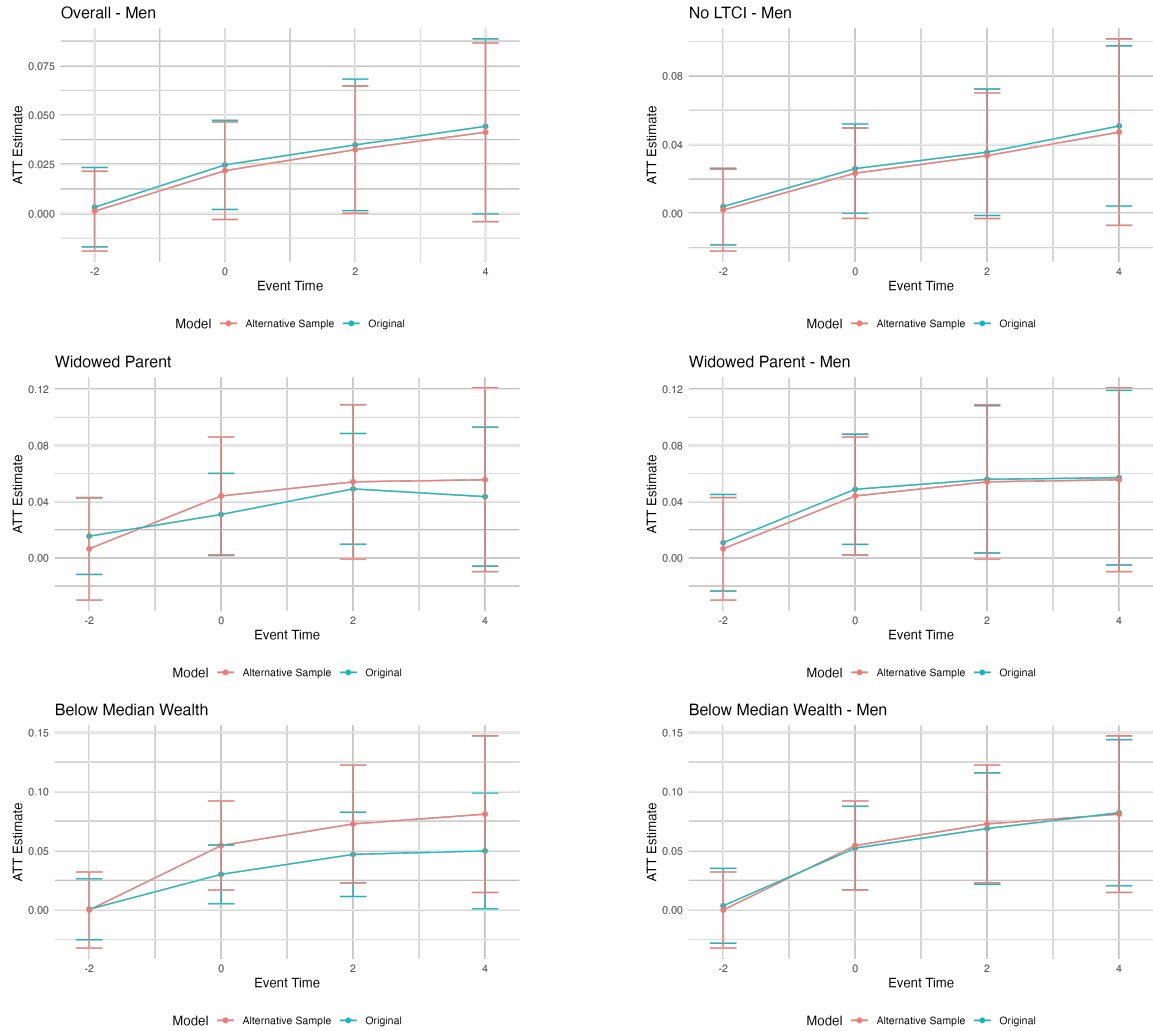 Overall - Men
ATT Estimate
0.075
0.050
0.025
0.000
-2 0 2 4
Event Time
Model Alternative Sample Original
No LTCI - Men
ATT Estimate
0.08
0.04
0.00
-2 0 2 4
Event Time
Model Alternative Sample Original
Widowed Parent
ATT Estimate
0.12
0.08
0.04
0.00
-2 0 2 4
Event Time
Model Alternative Sample Original
Widowed Parent - Men
ATT Estimate
0.12
0.08
0.04
0.00
-2 0 2 4
Event Time
Model Alternative Sample Original
Below Median Wealth
ATT Estimate
0.15
0.10
0.05
0.00
-2 0 2 4
Event Time
Model Alternative Sample Original
Below Median Wealth - Men
ATT Estimate
0.15
0.10
0.05
0.00
-2 0 2 4
Event Time
Model Alternative Sample Original